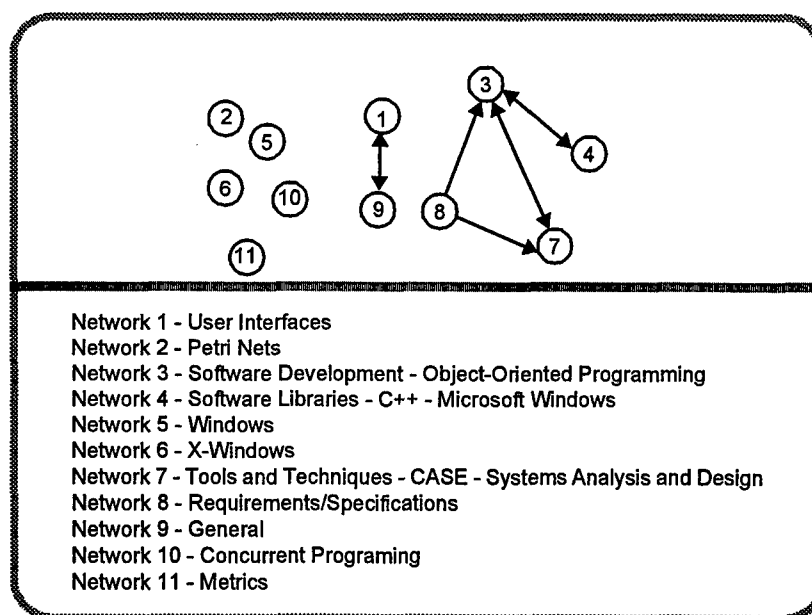 3
2
1
5
4
6
10
9
8
7
11
Network 1 - User Interfaces
Network 2 - Petri Nets
Network 3 - Software Development - Object-Oriented Programming
Network 4 - Software Libraries - C++ - Microsoft Windows
Network 5 - Windows
Network 6 - X-Windows
Network 7 - Tools and Techniques - CASE - Systems Analysis and Design
Network 8 - Requirements/Specifications
Network 9 - General
Network 10 - Concurrent Programing
Network 11 - Metrics